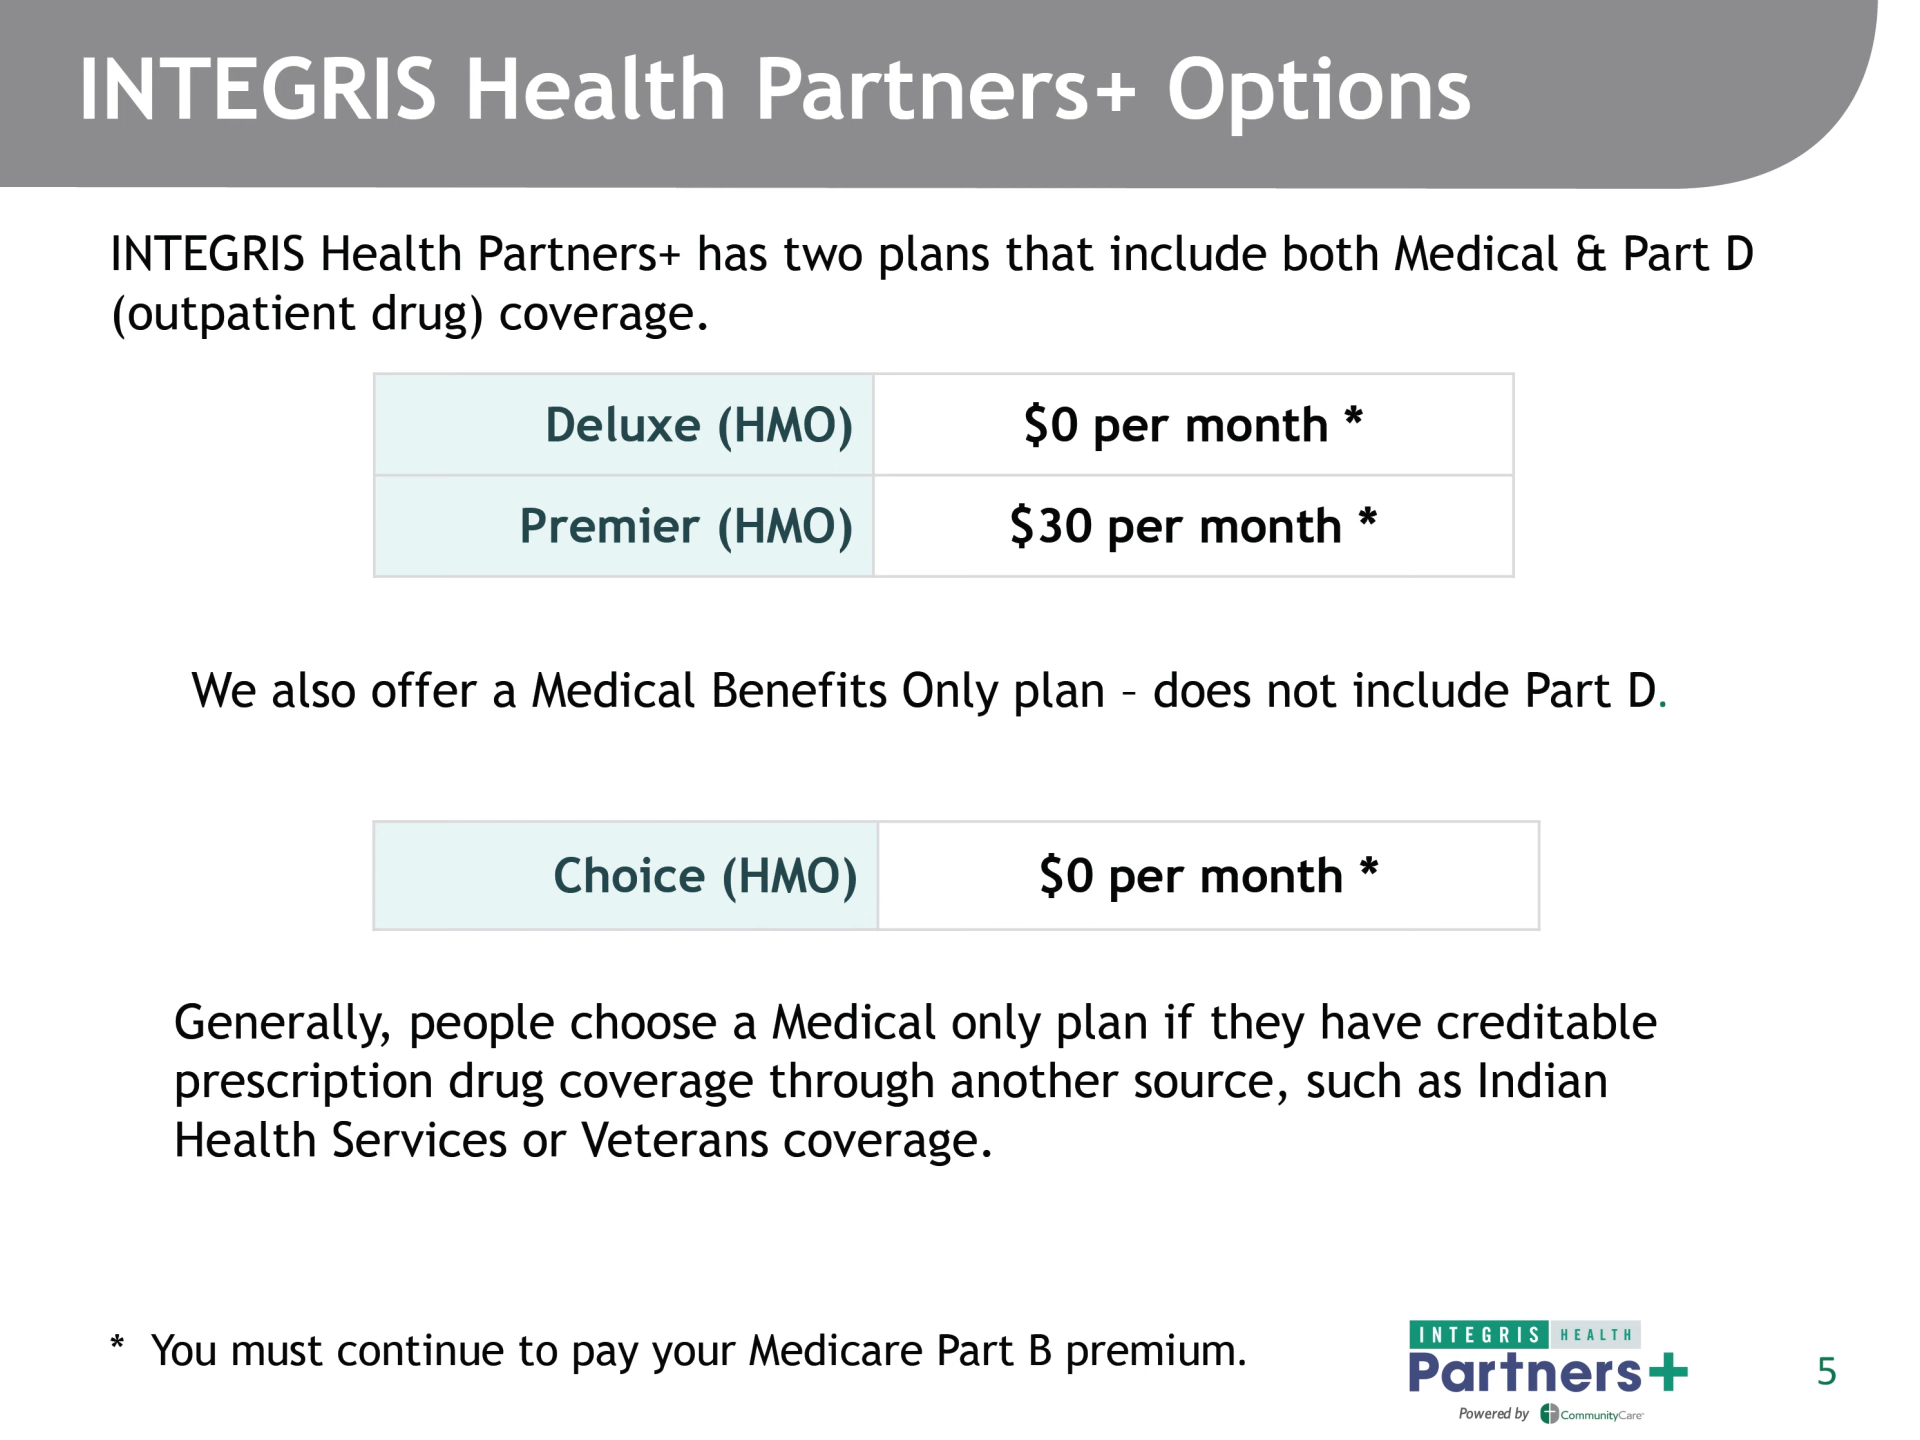 INTEGRIS Health Partners+ Options
INTEGRIS Health Partners+ has two plans that include both Medical & Part D
(outpatient drug) coverage.
Deluxe (HMO) $0 per month *
Premier (HMO) $30 per month *
We also offer a Medical Benefits Only plan – does not include Part D.
Choice (HMO) $0 per month *
Generally, people choose a Medical only plan if they have creditable
prescription drug coverage through another source, such as Indian
Health Services or Veterans coverage.
* You must continue to pay your Medicare Part B premium.
INTEGRIS HEALTH
Partners+
Powered by CommunityCare
5